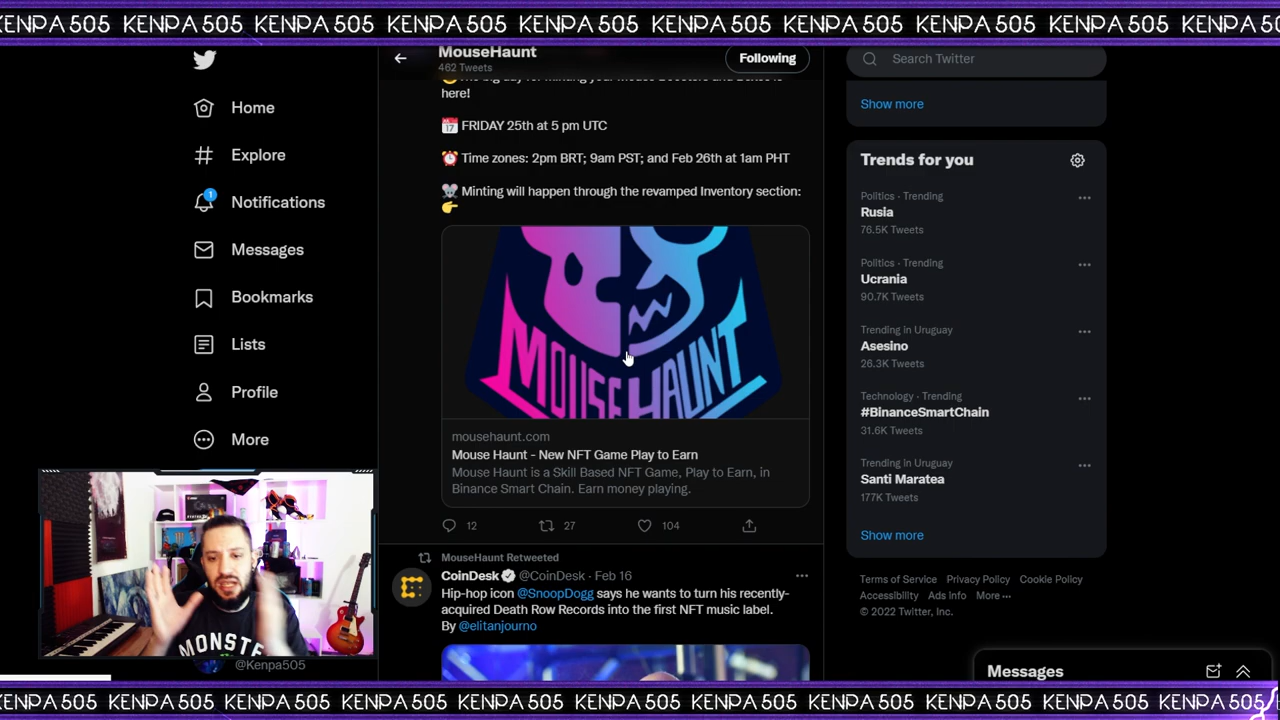 KENPA 505 KENPA 505 KENPA 505 KENPA 505 KENPA 505 KENPA 505 KENPA 505 KENPA 505 KENPA 505 KENPA 505
MouseHaunt
462 Tweets
Following
Home
Explore
1
Notifications
Messages
Bookmarks
Lists
Profile
More
@Kenpa505
MONSTE
here!
17 FRIDAY 25th at 5 pm UTC
Time zones: 2pm BRT; 9am PST; and Feb 26th at 1am PHT
Minting will happen through the revamped Inventory section:
MOUSEHAUNT
mousehaunt.com
Mouse Haunt - New NFT Game Play to Earn
Mouse Haunt is a Skill Based NFT Game, Play to Earn, in
Binance Smart Chain. Earn money playing.
12 27 104
MouseHaunt Retweeted
CoinDesk @CoinDesk · Feb 16
Hip-hop icon @SnoopDogg says he wants to turn his recently-
acquired Death Row Records into the first NFT music label.
By @elitanjourno
Search Twitter
Show more
Trends for you
Politics · Trending
Rusia
76.5K Tweets
Politics · Trending
Ucrania
90.7K Tweets
Trending in Uruguay
Asesino
26.3K Tweets
Technology · Trending
#BinanceSmartChain
31.6K Tweets
Trending in Uruguay
Santi Maratea
177K Tweets
Show more
Terms of Service Privacy Policy Cookie Policy
Accessibility Ads Info More
© 2022 Twitter, Inc.
Messages
KENPA 505 KENPA 505 KENPA 505 KENPA 505 KENPA 505 KENPA 505 KENPA 505 KENPA 505 KENPA 505 KENPA 505